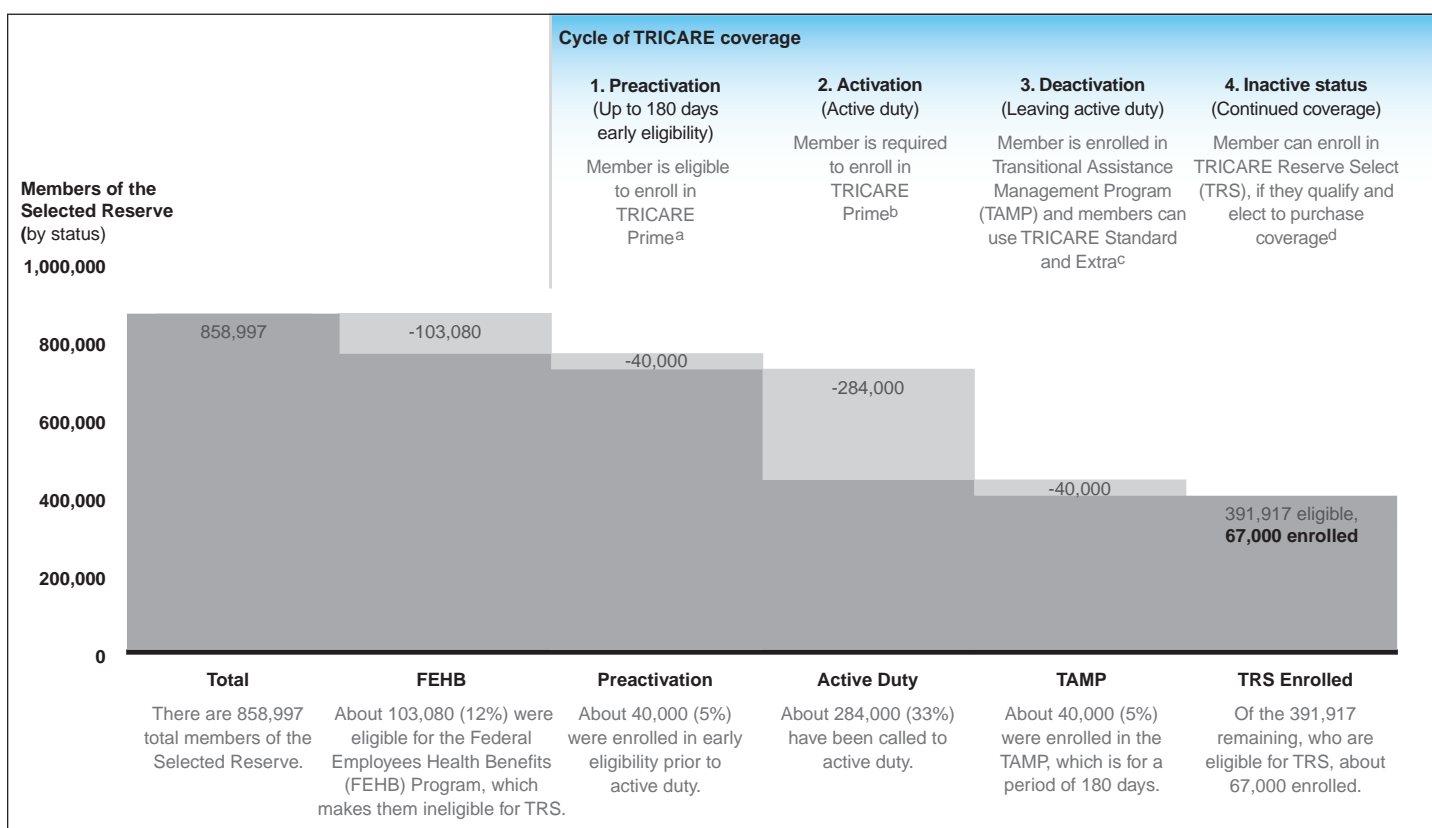 Cycle of TRICARE coverage
1. Preactivation
(Up to 180 days
early eligibility)
Member is eligible
to enroll in
TRICARE
Primea
2. Activation
(Active duty)
Member is required
to enroll in
TRICARE
Primeb
3. Deactivation
(Leaving active duty)
Member is enrolled in
Transitional Assistance
Management Program
(TAMP) and members can
use TRICARE Standard
and Extrac
4. Inactive status
(Continued coverage)
Member can enroll in
TRICARE Reserve Select
(TRS), if they qualify and
elect to purchase
coveraged
Members of the
Selected Reserve
(by status)
1,000,000
800,000
600,000
400,000
200,000
0
858,997
-103,080
-40,000
-284,000
-40,000
391,917 eligible,
67,000 enrolled
Total
There are 858,997
total members of the
Selected Reserve.
FEHB
About 103,080 (12%) were
eligible for the Federal
Employees Health Benefits
(FEHB) Program, which
makes them ineligible for TRS.
Preactivation
About 40,000 (5%)
were enrolled in early
eligibility prior to
active duty.
Active Duty
About 284,000 (33%)
have been called to
active duty.
TAMP
About 40,000 (5%)
were enrolled in the
TAMP, which is for a
period of 180 days.
TRS Enrolled
Of the 391,917
remaining, who are
eligible for TRS, about
67,000 enrolled.